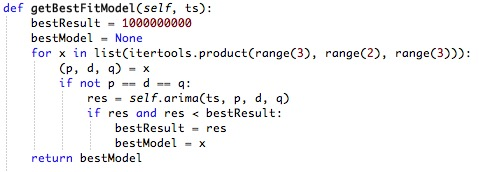 def getBestFitModel(self, ts):
    bestResult = 1000000000
    bestModel = None
    for x in list(itertools.product(range(3), range(2), range(3))):
        (p, d, q) = x
        if not p == d == q:
            res = self.arima(ts, p, d, q)
            if res and res < bestResult:
                bestResult = res
                bestModel = x
    return bestModel